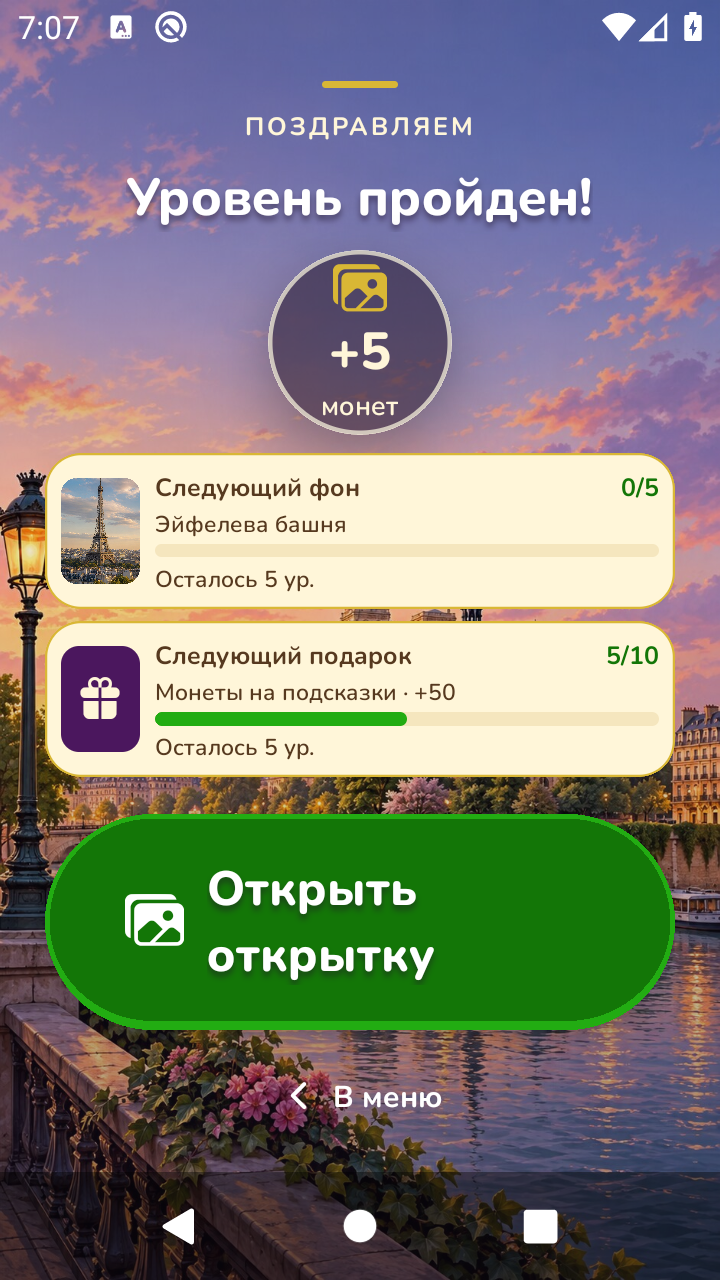 7:07
ПОЗДРАВЛЯЕМ
Уровень пройден!
+5
монет
Следующий фон 0/5
Эйфелева башня
Осталось 5 ур.
Следующий подарок 5/10
Монеты на подсказки · +50
Осталось 5 ур.
Открыть
открытку
В меню